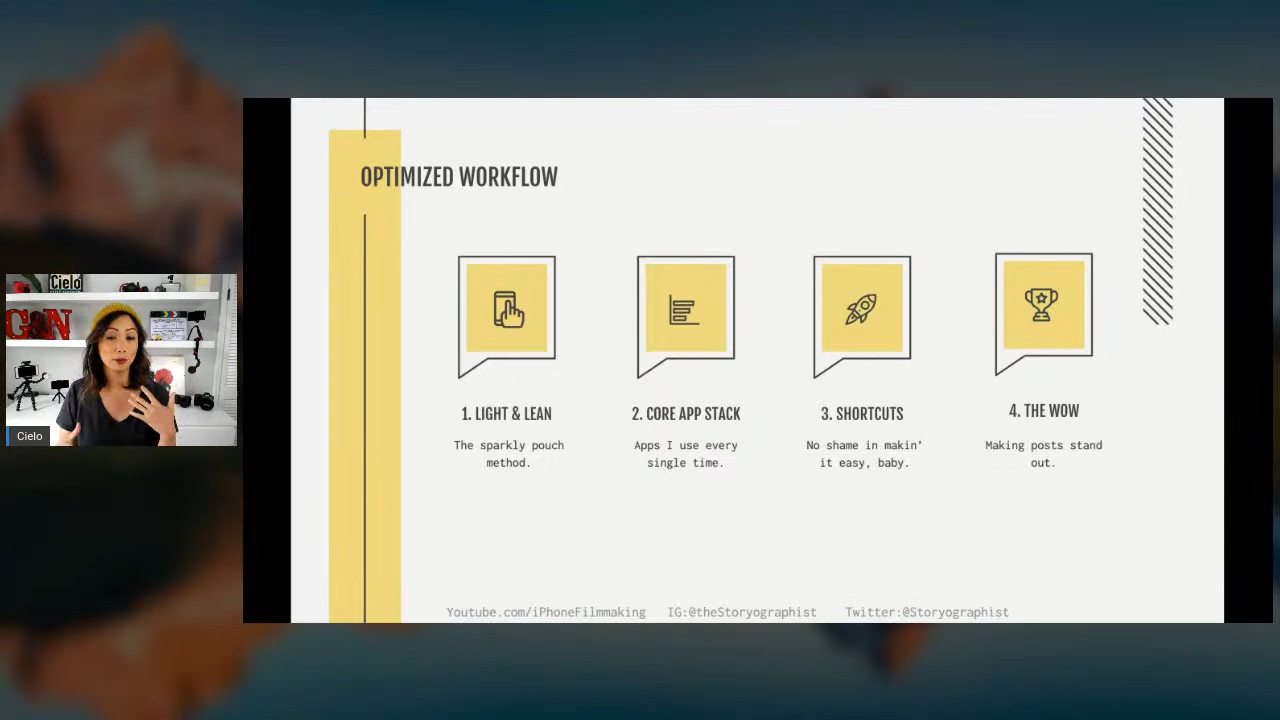 OPTIMIZED WORKFLOW
1. LIGHT & LEAN
The sparkly pouch
method.
2. CORE APP STACK
Apps I use every
single time.
3. SHORTCUTS
No shame in makin’
it easy, baby.
4. THE WOW
Making posts stand
out.
Youtube.com/iPhoneFilmmaking IG:@theStoryographist Twitter:@Storyographist
Cielo
G&N
Cielo